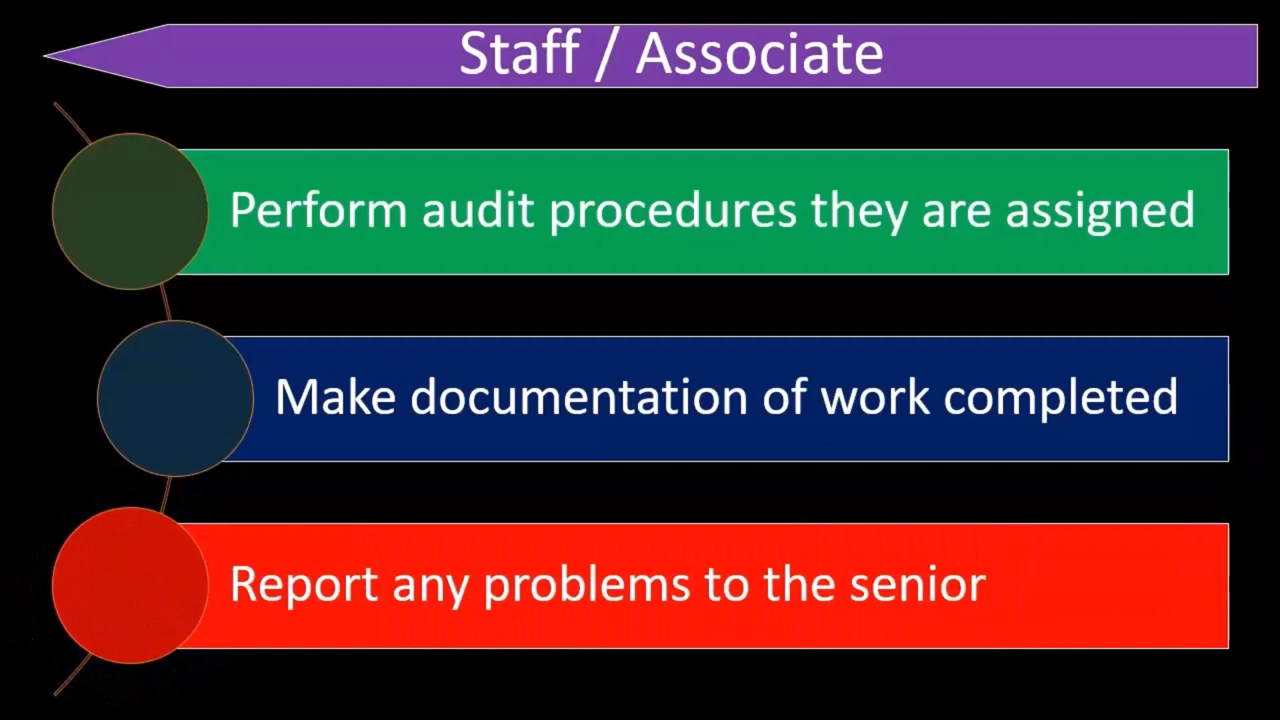 Staff / Associate
Perform audit procedures they are assigned
Make documentation of work completed
Report any problems to the senior